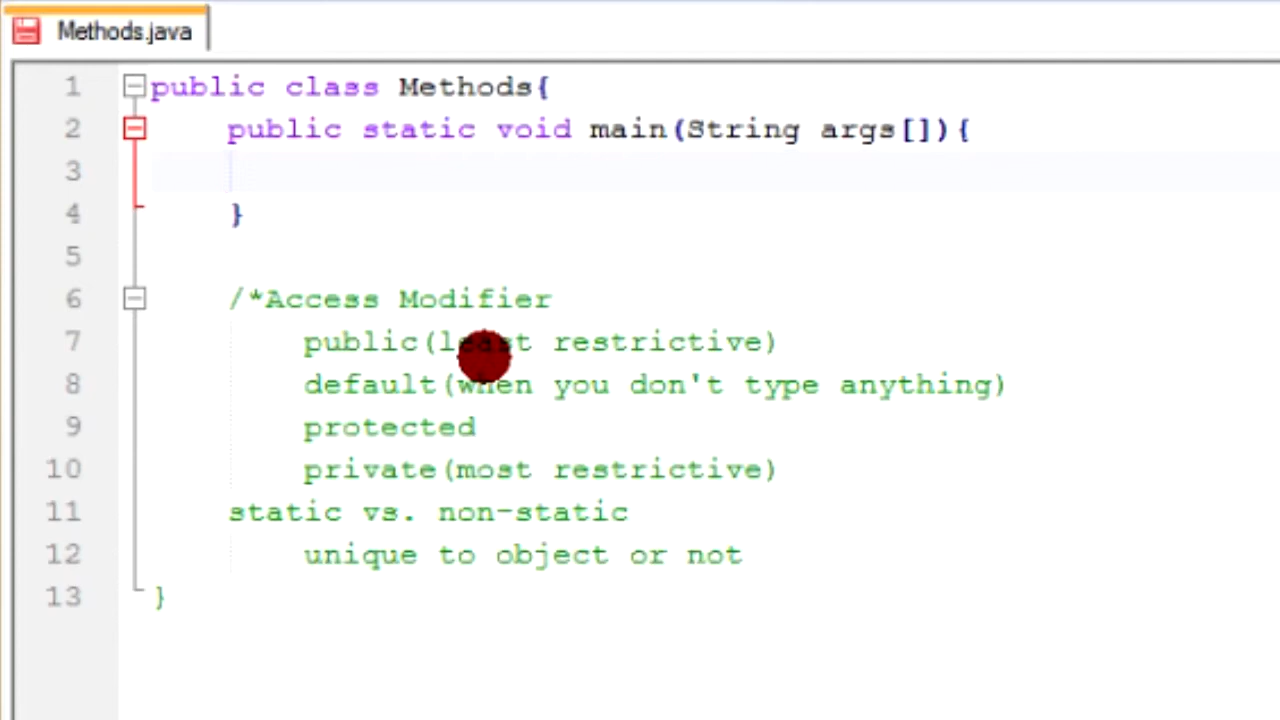 Methods.java
1 public class Methods{
2 public static void main(String args[]){
3
4 }
5
6 /*Access Modifier
7 public(least restrictive)
8 default(when you don't type anything)
9 protected
10 private(most restrictive)
11 static vs. non-static
12 unique to object or not
13 }